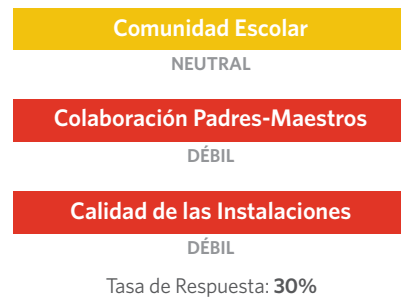 Comunidad Escolar
NEUTRAL
Colaboración Padres-Maestros
DÉBIL
Calidad de las Instalaciones
DÉBIL
Tasa de Respuesta: 30%